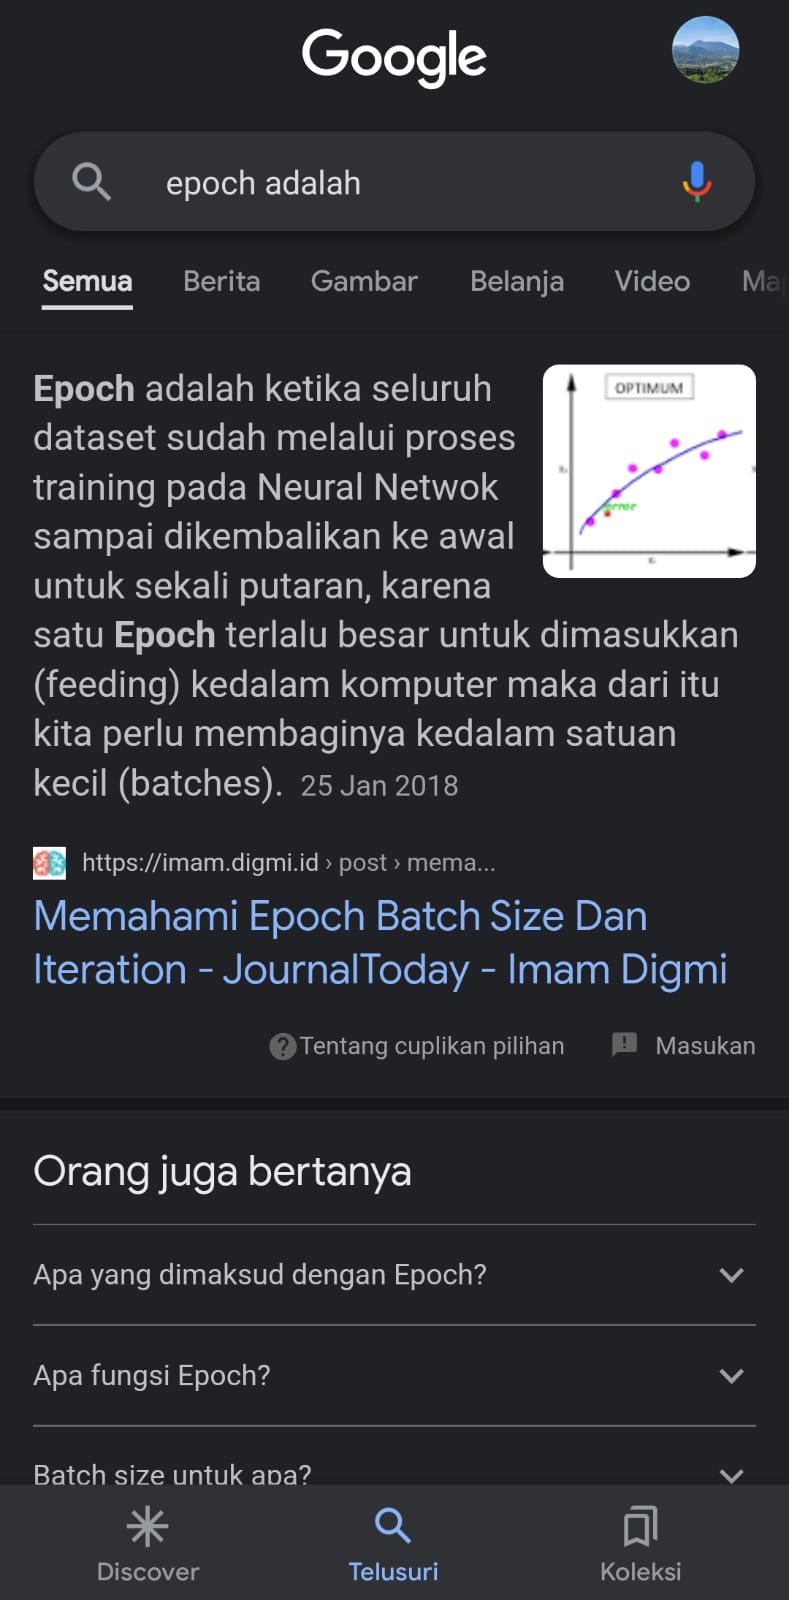 Google
epoch adalah
Semua Berita Gambar Belanja Video Ma
Epoch adalah ketika seluruh
dataset sudah melalui proses
training pada Neural Netwok
sampai dikembalikan ke awal
untuk sekali putaran, karena
satu Epoch terlalu besar untuk dimasukkan
(feeding) kedalam komputer maka dari itu
kita perlu membaginya kedalam satuan
kecil (batches). 25 Jan 2018
OPTIMUM
error
https://imam.digmi.id › post › mema...
Memahami Epoch Batch Size Dan
Iteration - JournalToday - Imam Digmi
Tentang cuplikan pilihan Masukan
Orang juga bertanya
Apa yang dimaksud dengan Epoch?
Apa fungsi Epoch?
Batch size untuk apa?
Discover Telusuri Koleksi